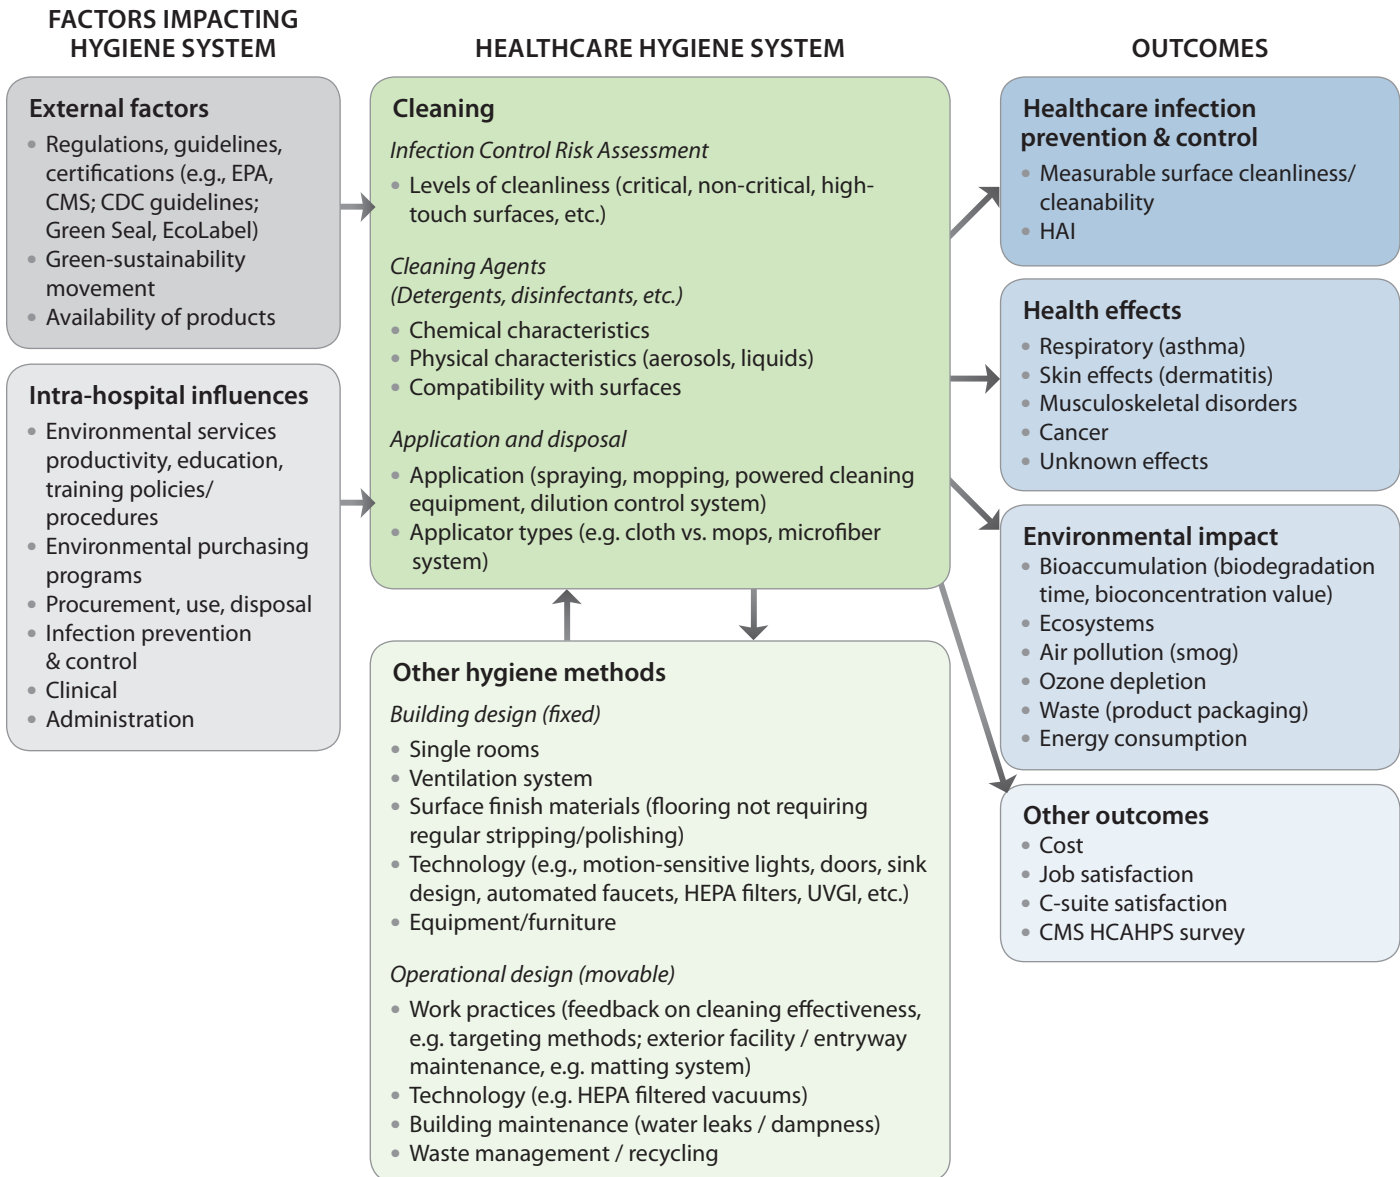 FACTORS IMPACTING
HYGIENE SYSTEM
External factors
• Regulations, guidelines,
certifications (e.g., EPA,
CMS; CDC guidelines;
Green Seal, EcoLabel)
• Green-sustainability
movement
• Availability of products
Intra-hospital influences
• Environmental services
productivity, education,
training policies/
procedures
• Environmental purchasing
programs
• Procurement, use, disposal
• Infection prevention
& control
• Clinical
• Administration
HEALTHCARE HYGIENE SYSTEM
Cleaning
Infection Control Risk Assessment
• Levels of cleanliness (critical, non-critical, high-
touch surfaces, etc.)
Cleaning Agents
(Detergents, disinfectants, etc.)
• Chemical characteristics
• Physical characteristics (aerosols, liquids)
• Compatibility with surfaces
Application and disposal
• Application (spraying, mopping, powered cleaning
equipment, dilution control system)
• Applicator types (e.g. cloth vs. mops, microfiber
system)
Other hygiene methods
Building design (fixed)
• Single rooms
• Ventilation system
• Surface finish materials (flooring not requiring
regular stripping/polishing)
• Technology (e.g., motion-sensitive lights, doors, sink
design, automated faucets, HEPA filters, UVGI, etc.)
• Equipment/furniture
Operational design (movable)
• Work practices (feedback on cleaning effectiveness,
e.g. targeting methods; exterior facility / entryway
maintenance, e.g. matting system)
• Technology (e.g. HEPA filtered vacuums)
• Building maintenance (water leaks / dampness)
• Waste management / recycling
OUTCOMES
Healthcare infection
prevention & control
• Measurable surface cleanliness/
cleanability
• HAI
Health effects
• Respiratory (asthma)
• Skin effects (dermatitis)
• Musculoskeletal disorders
• Cancer
• Unknown effects
Environmental impact
• Bioaccumulation (biodegradation
time, bioconcentration value)
• Ecosystems
• Air pollution (smog)
• Ozone depletion
• Waste (product packaging)
• Energy consumption
Other outcomes
• Cost
• Job satisfaction
• C-suite satisfaction
• CMS HCAHPS survey